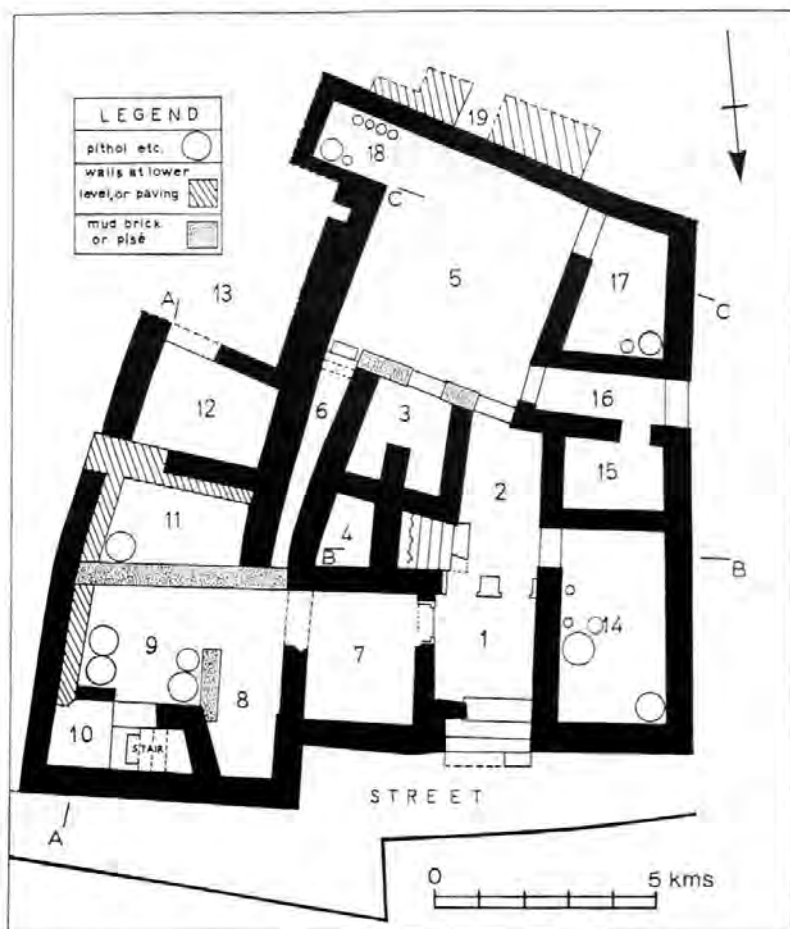 LEGEND
pithoi etc.
walls at lower
level, or paving
mud brick
or pisé
19
18
C
5
17
C
13
A
12
6
3
16
2
15
11
4
B
B
1
14
9
7
8
10
STAIR
A
STREET
0 5 kms